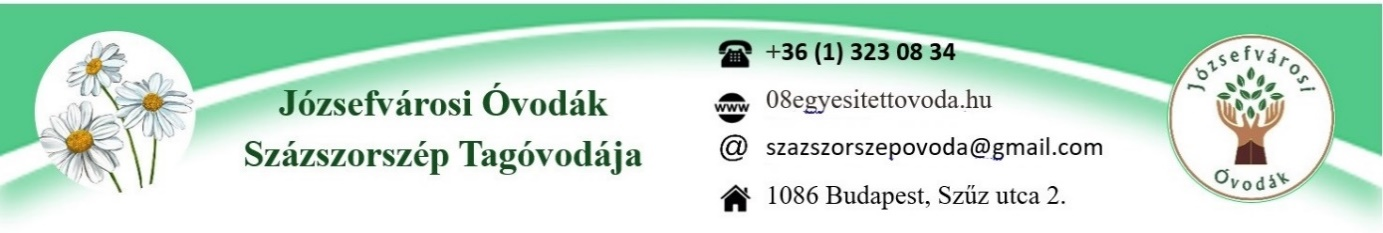 Józsefvárosi Óvodák
Százszorszép Tagóvodája
+36 (1) 323 08 34
www 08egyesitettovoda.hu
@ szazszorszepovoda@gmail.com
1086 Budapest, Szűz utca 2.
Józsefvárosi
Óvodák